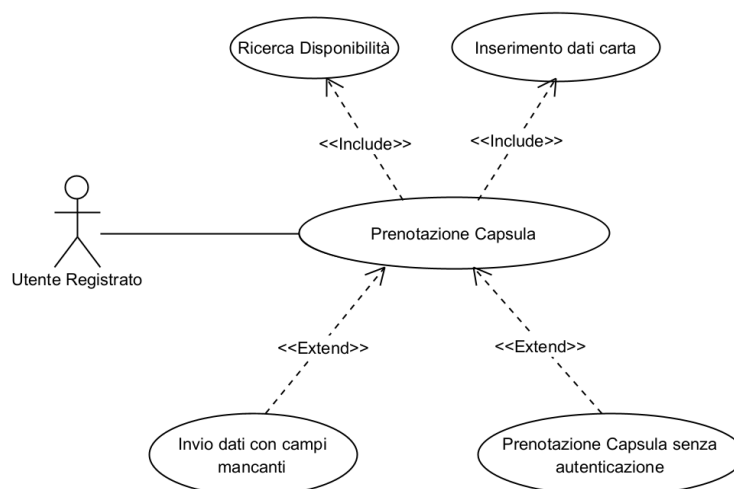 Ricerca Disponibilità
Inserimento dati carta
<<Include>>
<<Include>>
Prenotazione Capsula
Utente Registrato
<<Extend>>
<<Extend>>
Invio dati con campi
mancanti
Prenotazione Capsula senza
autenticazione